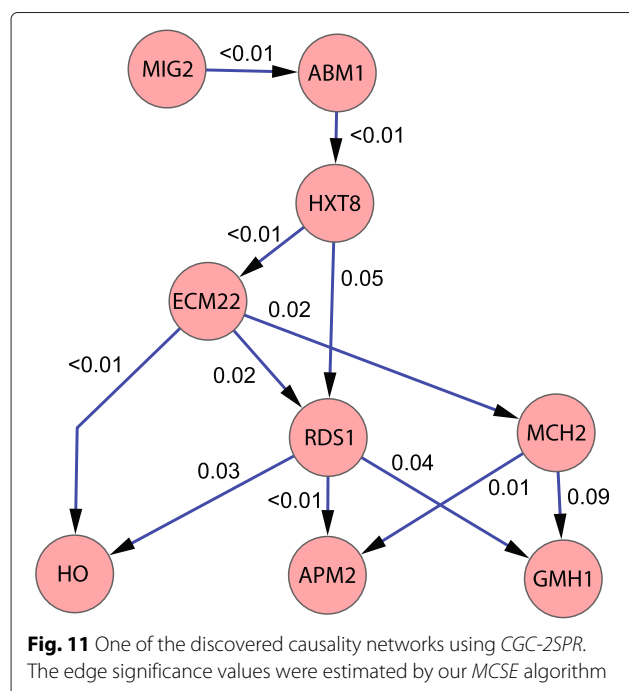 <0.01
MIG2
ABM1
<0.01
HXT8
<0.01
0.05
ECM22
0.02
<0.01
0.02
RDS1
MCH2
0.03
0.04
<0.01
0.01
0.09
HO
APM2
GMH1
Fig. 11 One of the discovered causality networks using CGC-2SPR.
The edge significance values were estimated by our MCSE algorithm